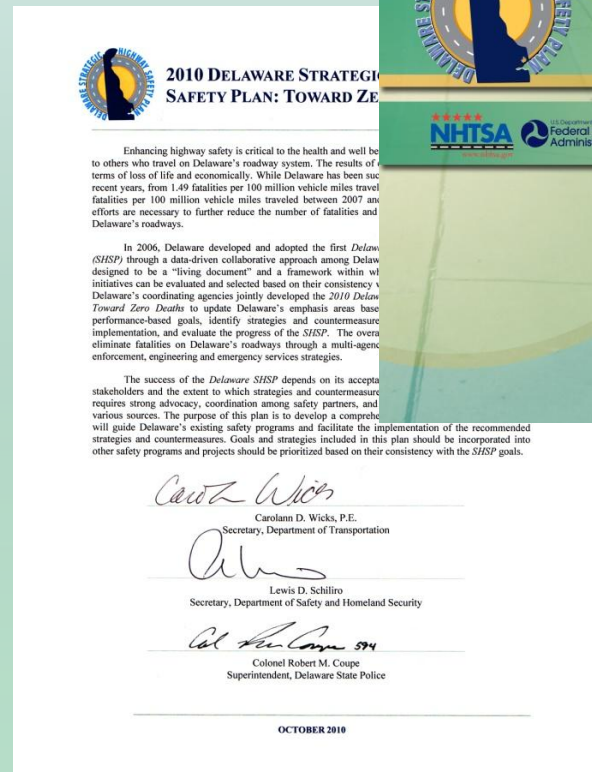 DELAWARE STRATEGIC HIGHWAY SAFETY PLAN
2010 DELAWARE STRATEGI
SAFETY PLAN: TOWARD ZE
DELAWARE
PLAN
NHTSA
www.nhtsa.gov
U.S. Department
Federal
Adminis
Enhancing highway safety is critical to the health and well be
to others who travel on Delaware's roadway system. The results of
terms of loss of life and economically. While Delaware has been suc
recent years, from 1.49 fatalities per 100 million vehicle miles travel
fatalities per 100 million vehicle miles traveled between 2007 and
efforts are necessary to further reduce the number of fatalities and
Delaware's roadways.
In 2006, Delaware developed and adopted the first Delaw
(SHSP) through a data-driven collaborative approach among Delaw
designed to be a “living document” and a framework within wh
initiatives can be evaluated and selected based on their consistency
Delaware's coordinating agencies jointly developed the 2010 Delaw
Toward Zero Deaths to update Delaware's emphasis areas base
performance-based goals, identify strategies and countermeasure
implementation, and evaluate the progress of the SHSP. The overa
eliminate fatalities on Delaware's roadways through a multi-agenc
enforcement, engineering and emergency services strategies.
The success of the Delaware SHSP depends on its accepta
stakeholders and the extent to which strategies and countermeasure
requires strong advocacy, coordination among safety partners, and
various sources. The purpose of this plan is to develop a comprehe
will guide Delaware's existing safety programs and facilitate the implementation of the recommended
strategies and countermeasures. Goals and strategies included in this plan should be incorporated into
other safety programs and projects should be prioritized based on their consistency with the SHSP goals.
Carolann D. Wicks, P.E.
Secretary, Department of Transportation
Lewis D. Schiliro
Secretary, Department of Safety and Homeland Security
594
Colonel Robert M. Coupe
Superintendent, Delaware State Police
OCTOBER 2010